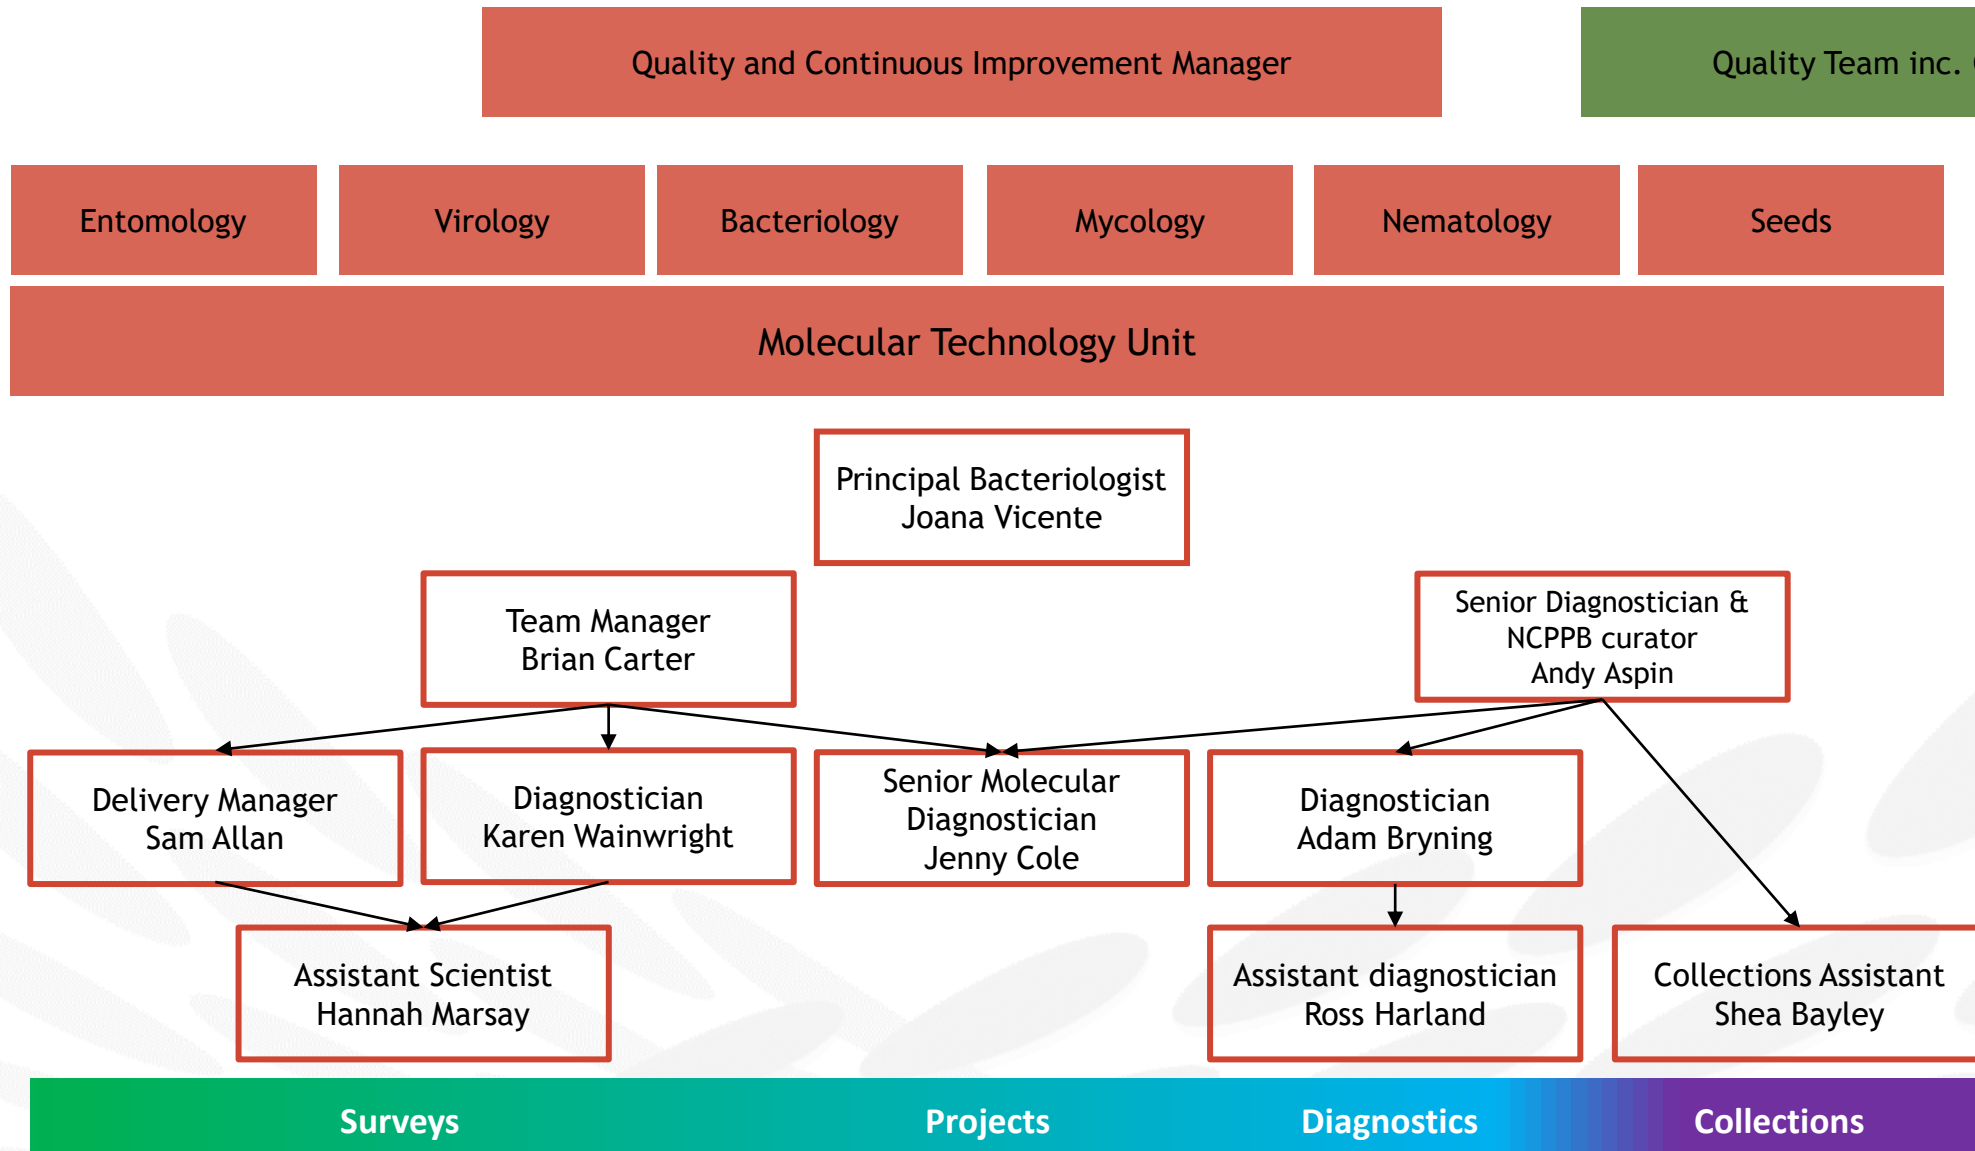 Quality and Continuous Improvement Manager
Quality Team inc.
Entomology
Virology
Bacteriology
Mycology
Nematology
Seeds
Molecular Technology Unit
Principal Bacteriologist
Joana Vicente
Team Manager
Brian Carter
Senior Diagnostician &
NCPPB curator
Andy Aspin
Delivery Manager
Sam Allan
Diagnostician
Karen Wainwright
Senior Molecular
Diagnostician
Jenny Cole
Diagnostician
Adam Bryning
Assistant Scientist
Hannah Marsay
Assistant diagnostician
Ross Harland
Collections Assistant
Shea Bayley
Surveys
Projects
Diagnostics
Collections